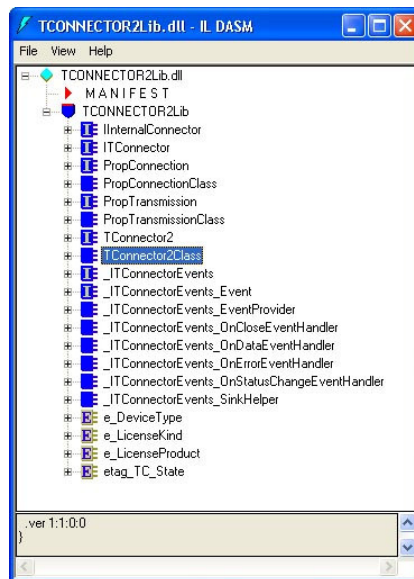 TCONNECTOR2Lib.dll - IL DASM
File View Help
TCONNECTOR2Lib.dll
M A N I F E S T
TCONNECTOR2Lib
IInternalConnector
ITConnector
PropConnection
PropConnectionClass
PropTransmission
PropTransmissionClass
TConnector2
TConnector2Class
_ITConnectorEvents
_ITConnectorEvents_Event
_ITConnectorEvents_EventProvider
_ITConnectorEvents_OnCloseEventHandler
_ITConnectorEvents_OnDataEventHandler
_ITConnectorEvents_OnErrorEventHandler
_ITConnectorEvents_OnStatusChangeEventHandler
_ITConnectorEvents_SinkHelper
e_DeviceType
e_LicenseKind
e_LicenseProduct
etag_TC_State
.ver 1:1:0:0
}